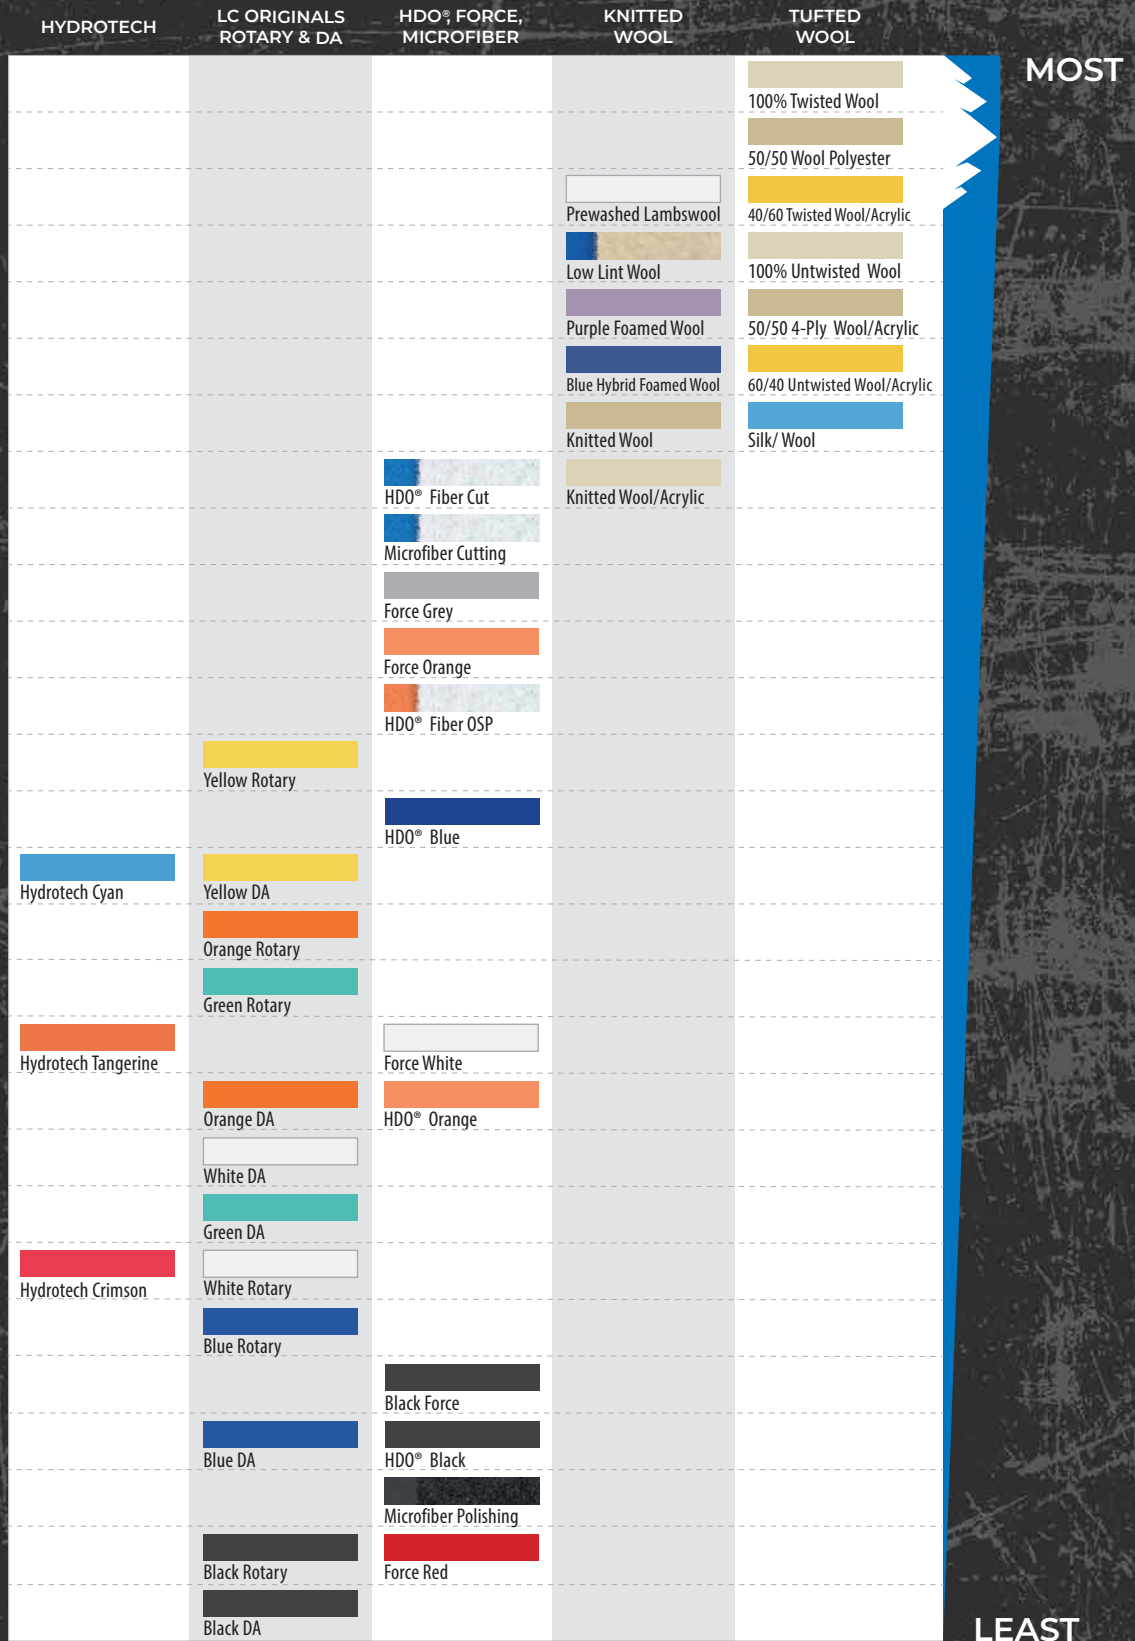 HYDROTECH
LC ORIGINALS
ROTARY & DA
HDO®, FORCE,
MICROFIBER
KNITTED
WOOL
TUFTED
WOOL
MOST
100% Twisted Wool
50/50 Wool Polyester
Prewashed Lambswool
40/60 Twisted Wool/Acrylic
Low Lint Wool
100% Untwisted Wool
Purple Foamed Wool
50/50 4-Ply Wool/Acrylic
Blue Hybrid Foamed Wool
60/40 Untwisted Wool/Acrylic
Knitted Wool
Silk/ Wool
HDO® Fiber Cut
Knitted Wool/Acrylic
Microfiber Cutting
Force Grey
Force Orange
HDO® Fiber OSP
Yellow Rotary
HDO® Blue
Hydrotech Cyan
Yellow DA
Orange Rotary
Green Rotary
Hydrotech Tangerine
Force White
Orange DA
HDO® Orange
White DA
Green DA
Hydrotech Crimson
White Rotary
Blue Rotary
Black Force
Blue DA
HDO® Black
Microfiber Polishing
Black Rotary
Force Red
Black DA
LEAST